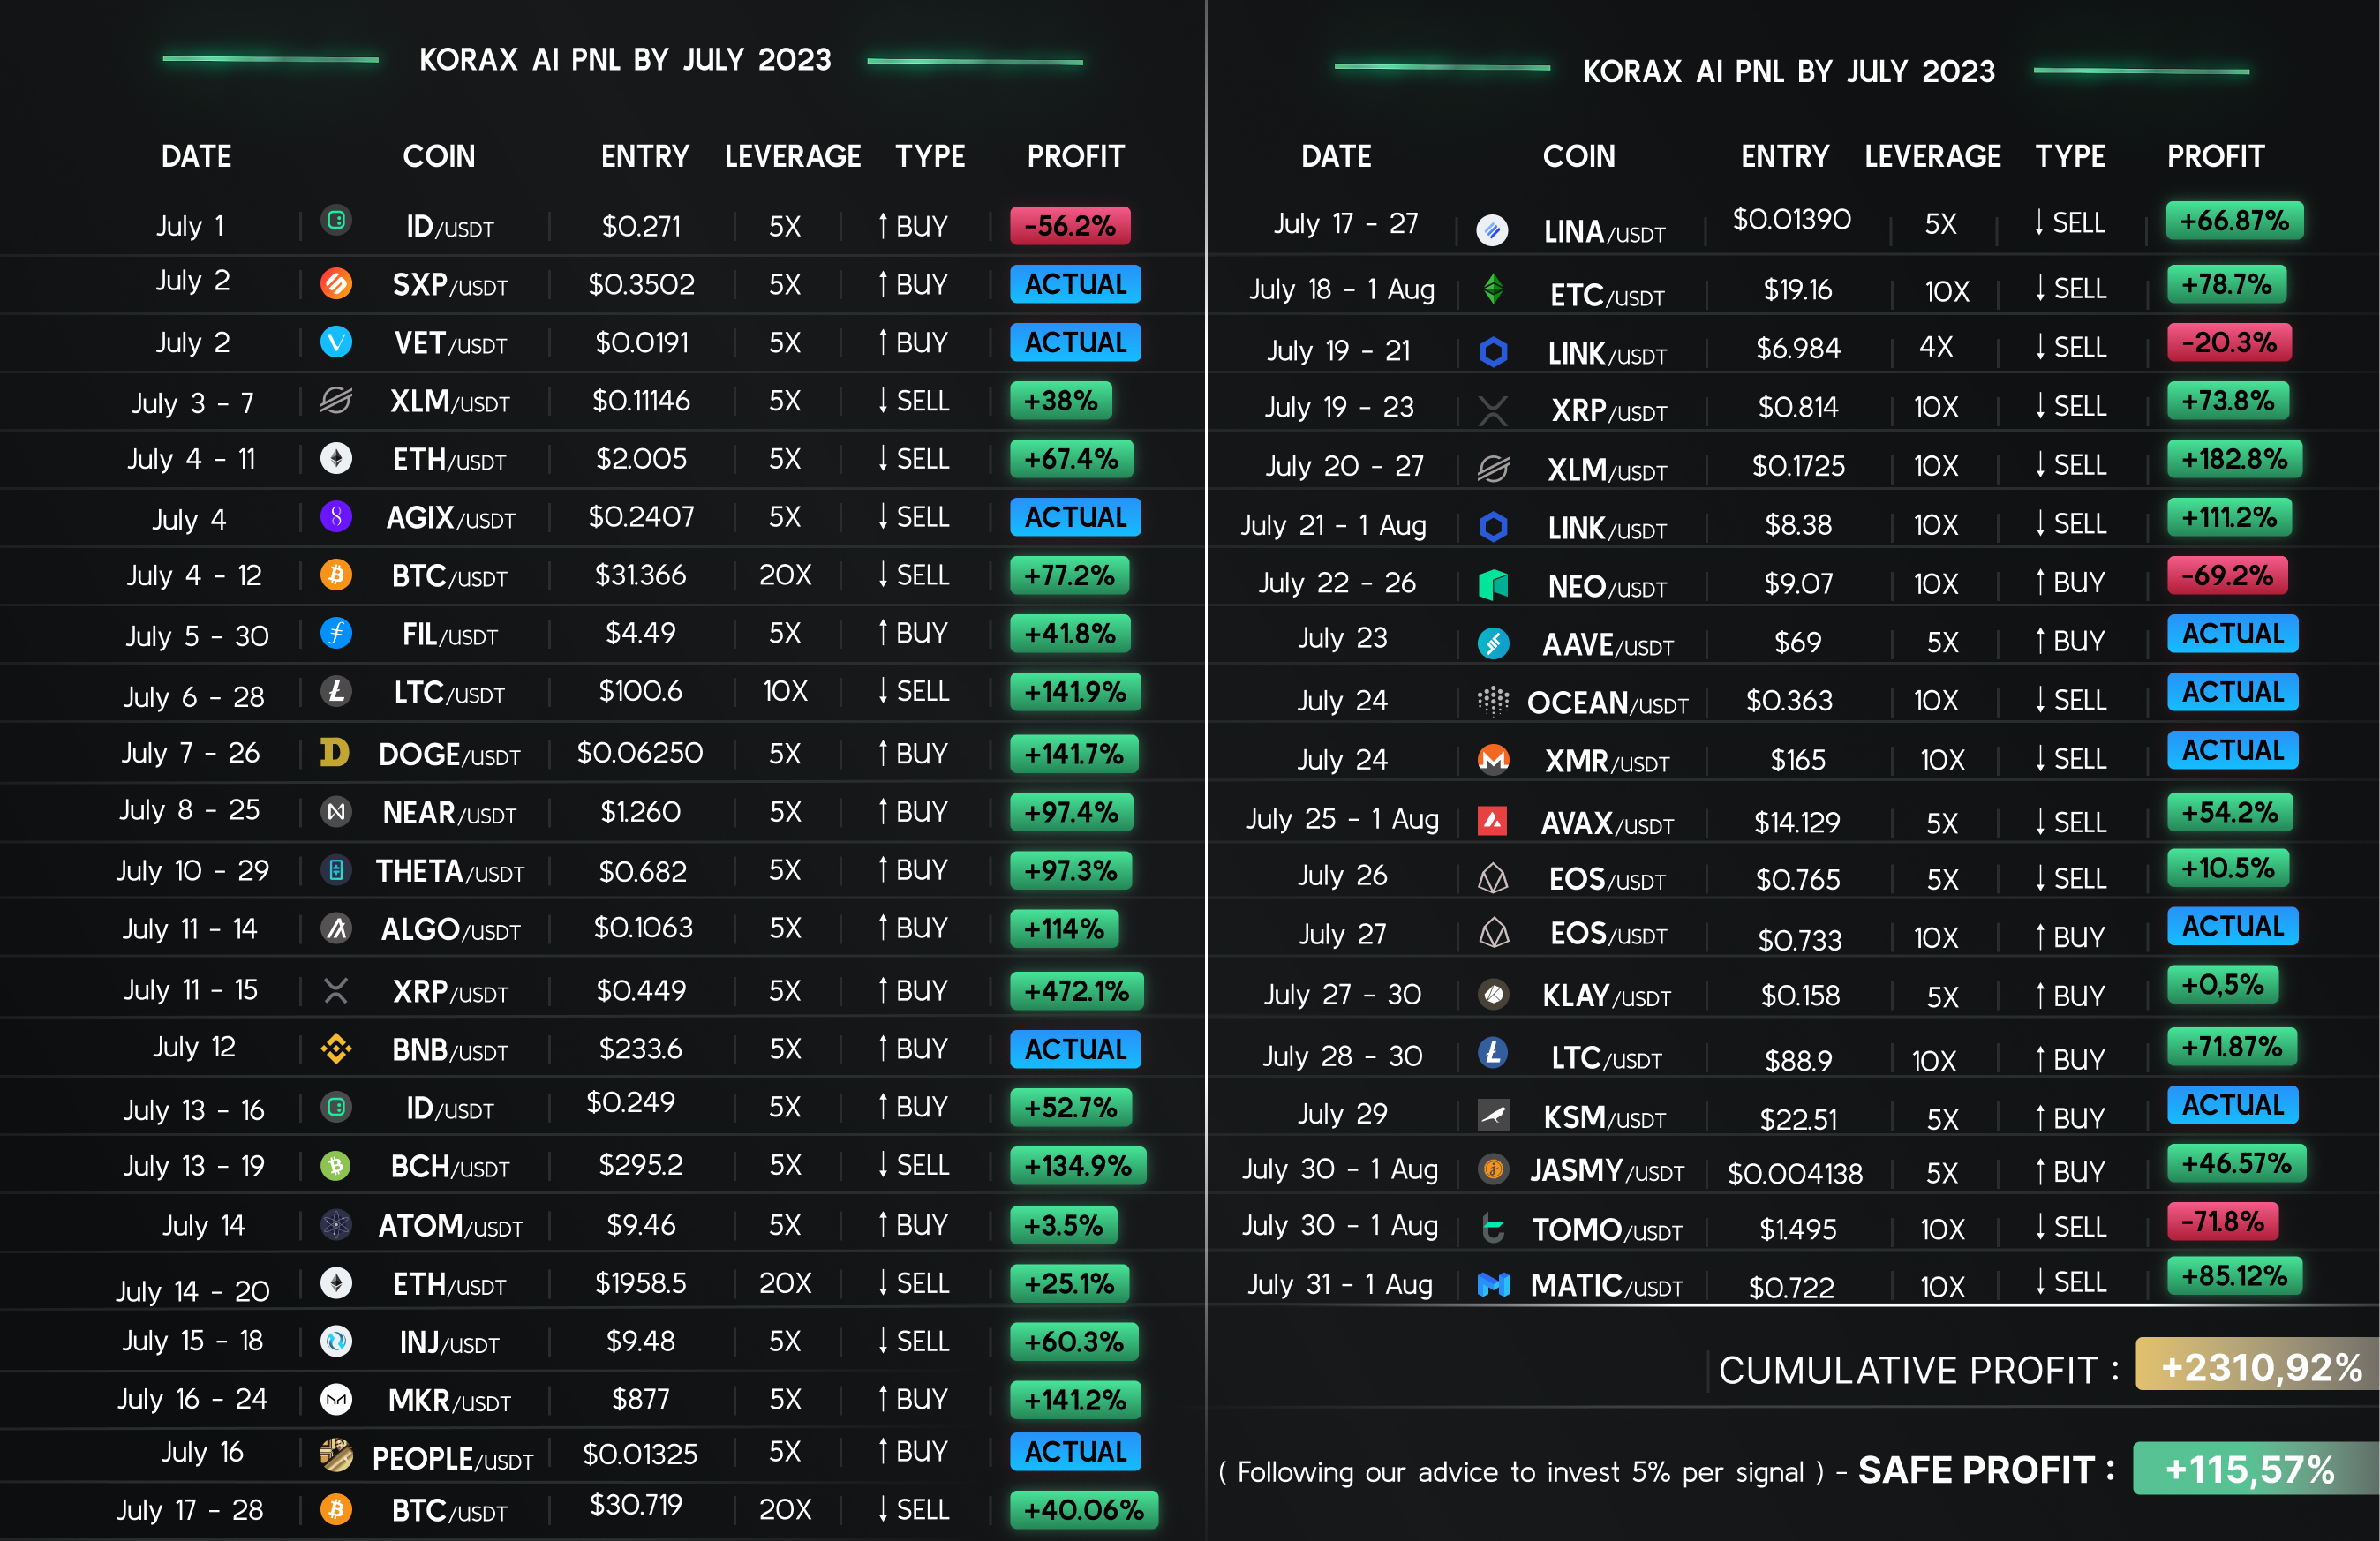 KORAX AI PNL BY JULY 2023
DATE COIN ENTRY LEVERAGE TYPE PROFIT
July 1 ID/USDT $0.271 5X ↑ BUY -56.2%
July 2 SXP/USDT $0.3502 5X ↑ BUY ACTUAL
July 2 VET/USDT $0.0191 5X ↑ BUY ACTUAL
July 3 - 7 XLM/USDT $0.11146 5X ↓ SELL +38%
July 4 - 11 ETH/USDT $2.005 5X ↓ SELL +67.4%
July 4 AGIX/USDT $0.2407 5X ↓ SELL ACTUAL
July 4 - 12 BTC/USDT $31.366 20X ↓ SELL +77.2%
July 5 - 30 FIL/USDT $4.49 5X ↑ BUY +41.8%
July 6 - 28 LTC/USDT $100.6 10X ↓ SELL +141.9%
July 7 - 26 DOGE/USDT $0.06250 5X ↑ BUY +141.7%
July 8 - 25 NEAR/USDT $1.260 5X ↑ BUY +97.4%
July 10 - 29 THETA/USDT $0.682 5X ↑ BUY +97.3%
July 11 - 14 ALGO/USDT $0.1063 5X ↑ BUY +114%
July 11 - 15 XRP/USDT $0.449 5X ↑ BUY +472.1%
July 12 BNB/USDT $233.6 5X ↑ BUY ACTUAL
July 13 - 16 ID/USDT $0.249 5X ↑ BUY +52.7%
July 13 - 19 BCH/USDT $295.2 5X ↓ SELL +134.9%
July 14 ATOM/USDT $9.46 5X ↑ BUY +3.5%
July 14 - 20 ETH/USDT $1958.5 20X ↓ SELL +25.1%
July 15 - 18 INJ/USDT $9.48 5X ↓ SELL +60.3%
July 16 - 24 MKR/USDT $877 5X ↑ BUY +141.2%
July 16 PEOPLE/USDT $0.01325 5X ↑ BUY ACTUAL
July 17 - 28 BTC/USDT $30.719 20X ↓ SELL +40.06%
KORAX AI PNL BY JULY 2023
DATE COIN ENTRY LEVERAGE TYPE PROFIT
July 17 - 27 LINA/USDT $0.01390 5X ↓ SELL +66.87%
July 18 - 1 Aug ETC/USDT $19.16 10X ↓ SELL +78.7%
July 19 - 21 LINK/USDT $6.984 4X ↓ SELL -20.3%
July 19 - 23 XRP/USDT $0.814 10X ↓ SELL +73.8%
July 20 - 27 XLM/USDT $0.1725 10X ↓ SELL +182.8%
July 21 - 1 Aug LINK/USDT $8.38 10X ↓ SELL +111.2%
July 22 - 26 NEO/USDT $9.07 10X ↑ BUY -69.2%
July 23 AAVE/USDT $69 5X ↑ BUY ACTUAL
July 24 OCEAN/USDT $0.363 10X ↓ SELL ACTUAL
July 24 XMR/USDT $165 10X ↓ SELL ACTUAL
July 25 - 1 Aug AVAX/USDT $14.129 5X ↓ SELL +54.2%
July 26 EOS/USDT $0.765 5X ↓ SELL +10.5%
July 27 EOS/USDT $0.733 10X ↑ BUY ACTUAL
July 27 - 30 KLAY/USDT $0.158 5X ↑ BUY +0,5%
July 28 - 30 LTC/USDT $88.9 10X ↑ BUY +71.87%
July 29 KSM/USDT $22.51 5X ↑ BUY ACTUAL
July 30 - 1 Aug JASMY/USDT $0.004138 5X ↑ BUY +46.57%
July 30 - 1 Aug TOMO/USDT $1.495 10X ↓ SELL -71.8%
July 31 - 1 Aug MATIC/USDT $0.722 10X ↓ SELL +85.12%
CUMULATIVE PROFIT : +2310,92%
( Following our advice to invest 5% per signal ) - SAFE PROFIT : +115,57%